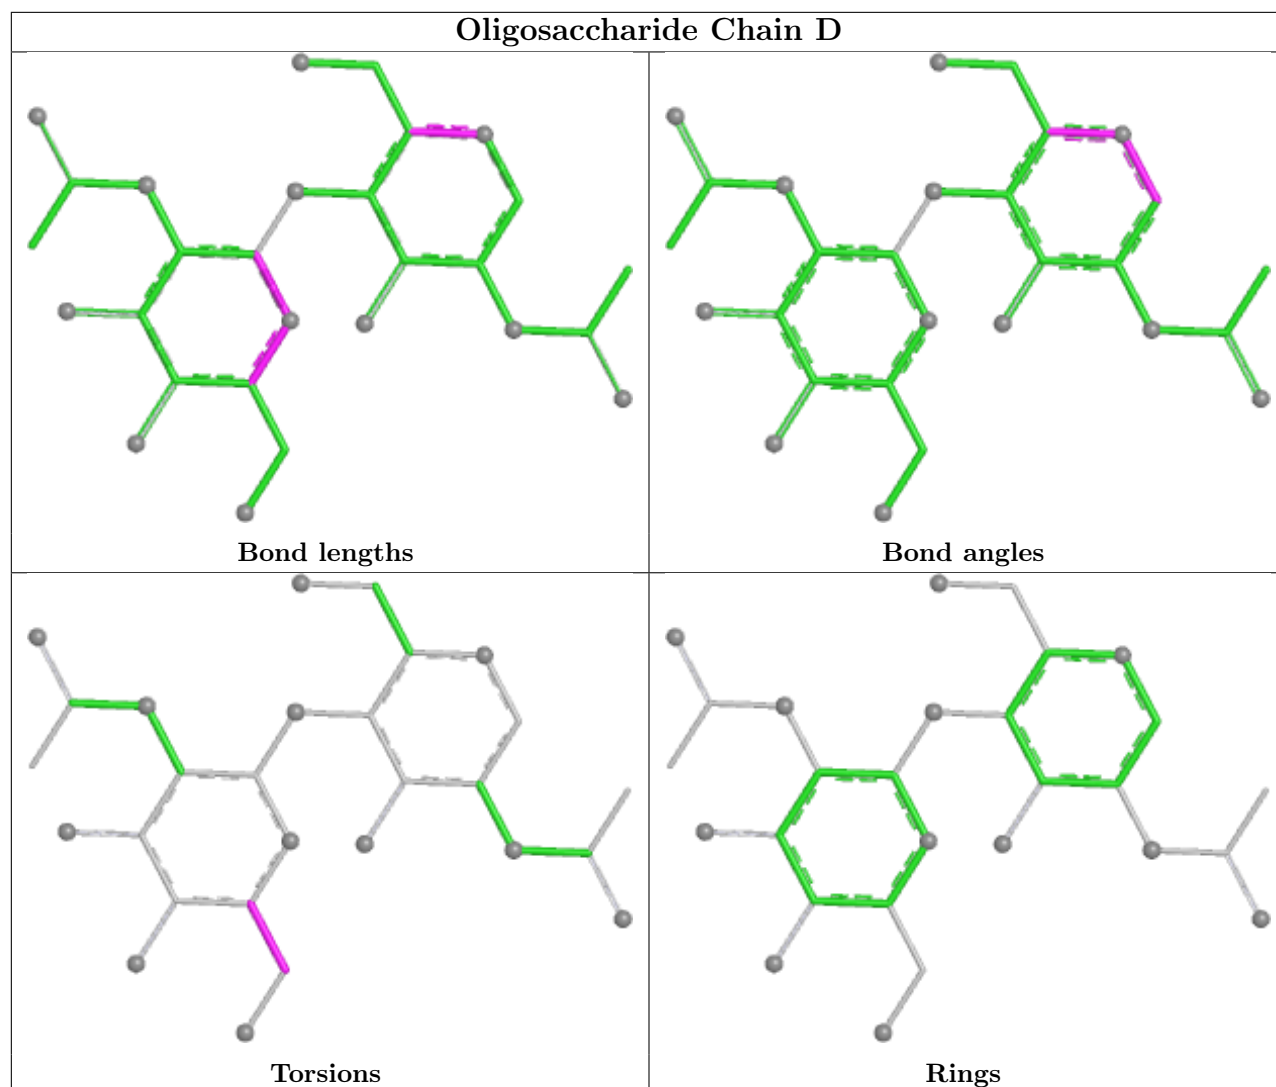 Oligosaccharide Chain D
Bond lengths
Bond angles
Torsions
Rings